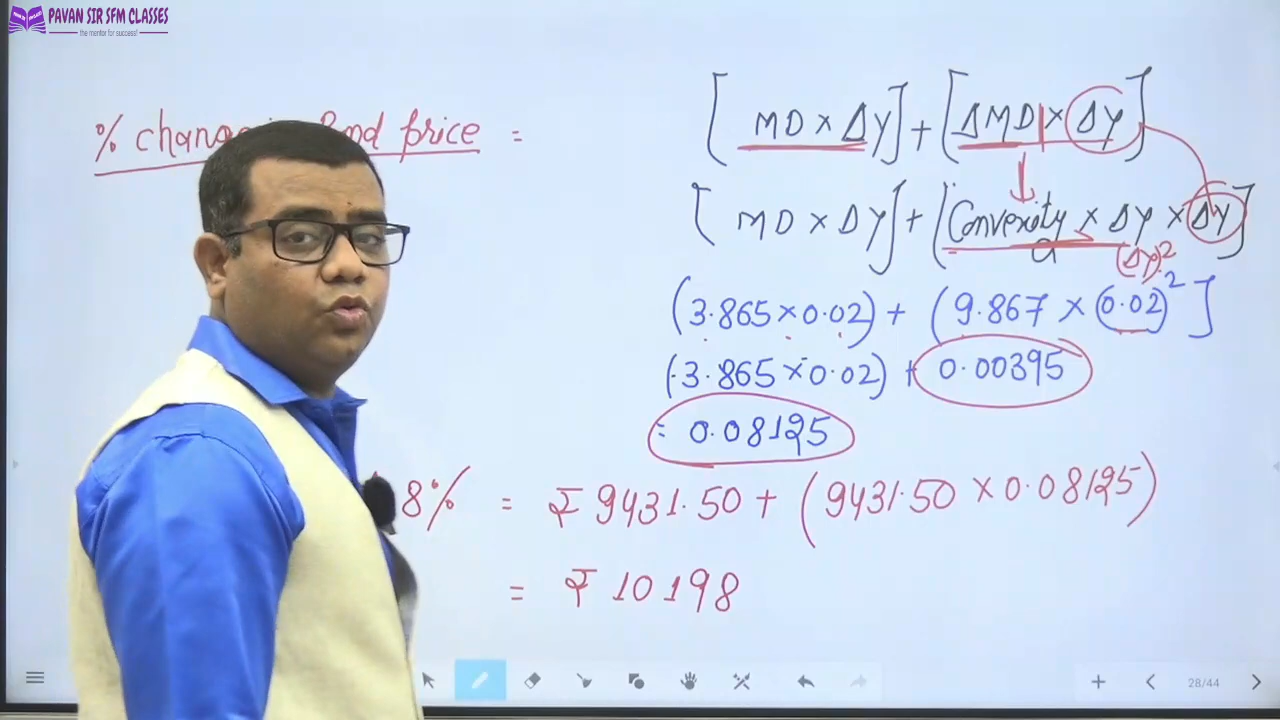 PAVAN SIR SFM CLASSES
the mentor for success!
% change price =
[MD × ΔY] + [ΔMD × ΔY]
[MD × ΔY] + [Convexity × ΔY × ΔY]
(ΔY)²
(3.865 × 0.02) + (9.867 × (0.02)²]
(3.865 × 0.02) + 0.00395
= 0.08125
8% = ₹ 9431.50 + (9431.50 × 0.08125)
= ₹ 10198
28/44